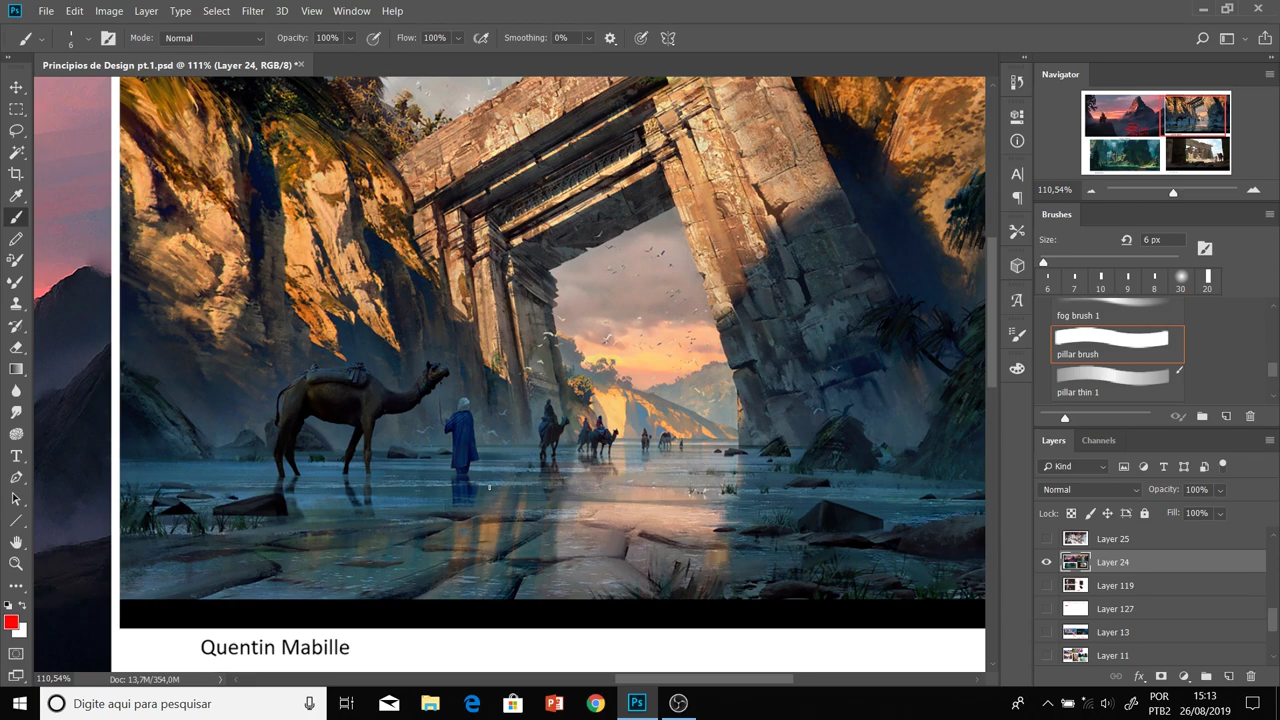 Ps File Edit Image Layer Type Select Filter 3D View Window Help
6 Mode: Normal Opacity: 100% Flow: 100% Smoothing: 0%
Principios de Design pt.1.psd @ 111% (Layer 24, RGB/8) *
Navigator
110,54%
Brushes
Size: 6 px
6 7 10 9 8 30 20
fog brush 1
pillar brush
pillar thin 1
Layers Channels
Kind
Normal Opacity: 100%
Lock: Fill: 100%
Layer 25
Layer 24
Layer 119
Layer 127
Layer 13
Layer 11
Quentin Mabille
110,54% Doc: 13,7M/354,0M
Digite aqui para pesquisar
POR
PTB2
15:13
26/08/2019